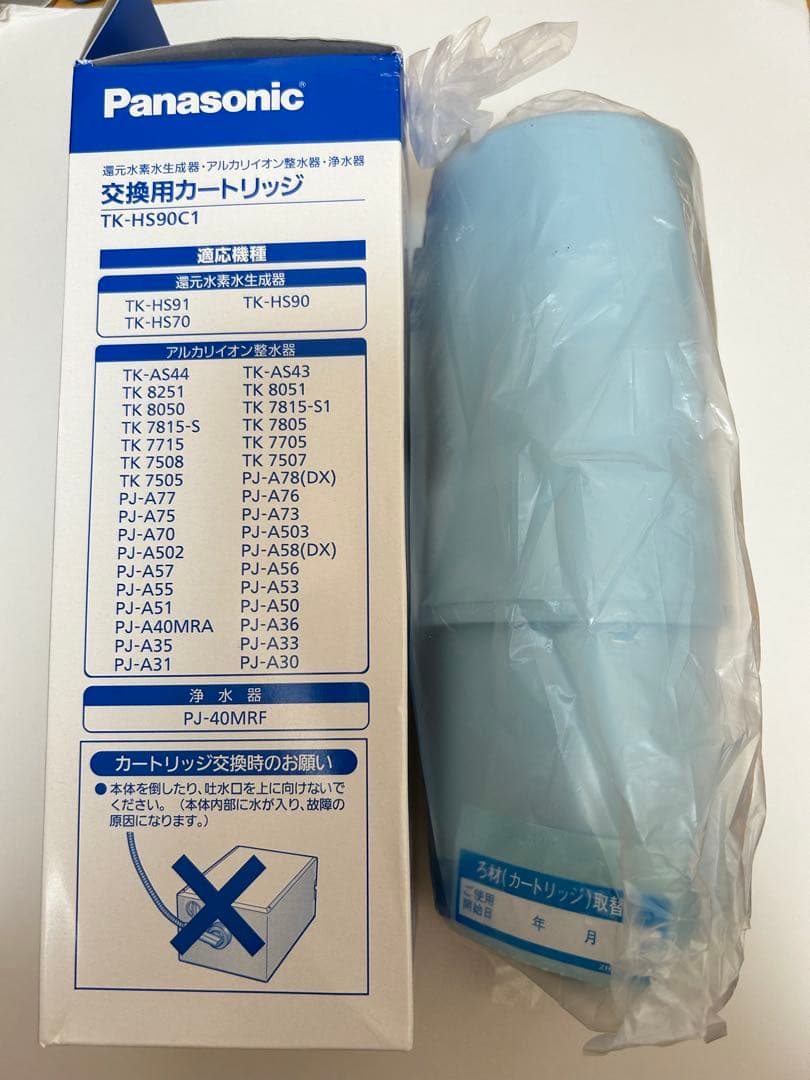 Panasonic®
還元水素水生成器・アルカリイオン整水器・浄水器
交換用カートリッジ
TK-HS90C1
適応機種
還元水素水生成器
TK-HS91 TK-HS90
TK-HS70
アルカリイオン整水器
TK-AS44 TK-AS43
TK 8251 TK 8051
TK 8050 TK 7815-S1
TK 7815-S TK 7805
TK 7715 TK 7705
TK 7508 TK 7507
TK 7505 PJ-A78(DX)
PJ-A77 PJ-A76
PJ-A75 PJ-A73
PJ-A70 PJ-A503
PJ-A502 PJ-A58(DX)
PJ-A57 PJ-A56
PJ-A55 PJ-A53
PJ-A51 PJ-A50
PJ-A40MRA PJ-A36
PJ-A35 PJ-A33
PJ-A31 PJ-A30
浄水器
PJ-40MRF
カートリッジ交換時のお願い
●本体を倒したり、吐水口を上に向けないで
ください。（本体内部に水が入り、故障の
原因になります。）
ろ材(カートリッジ)取替
ご使用
開始日
年 月